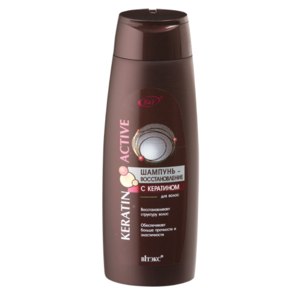 KERATIN
ACTIVE
ШАМПУНЬ –
ВОССТАНОВЛЕНИЕ
С КЕРАТИНОМ
для волос
Восстанавливает
структуру волос
Обеспечивает
больше прочности и
эластичности
ВIТЭКС